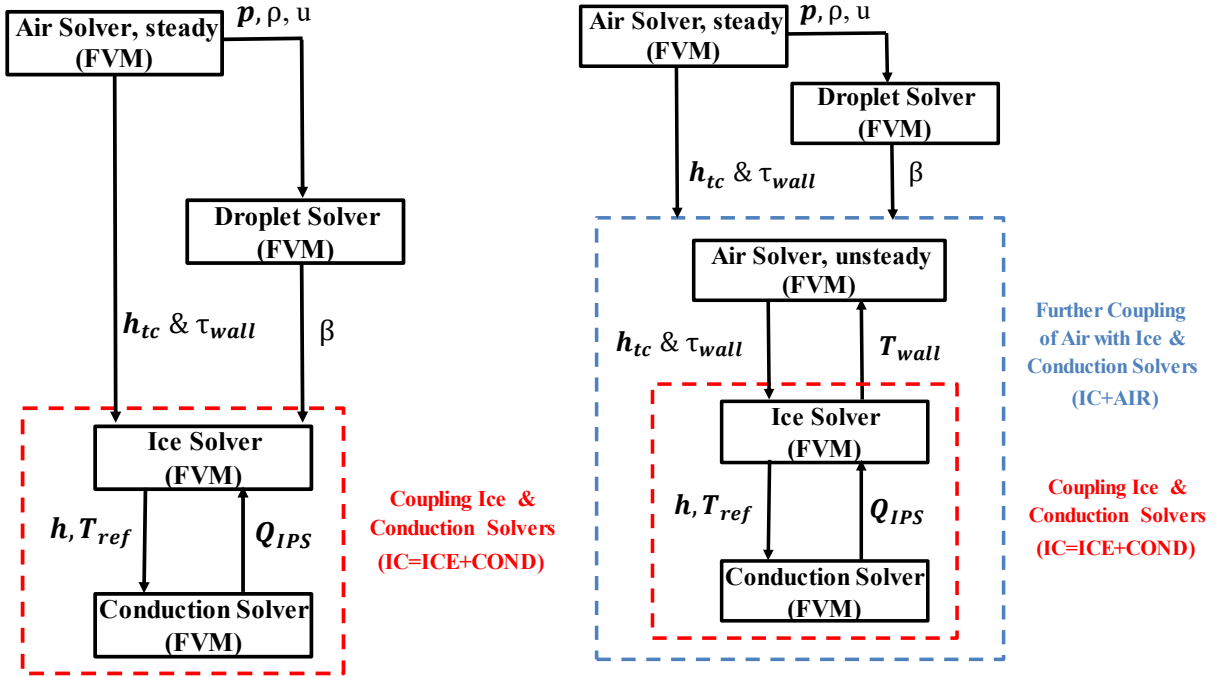 Air Solver, steady
(FVM)
p, ρ, u
Droplet Solver
(FVM)
h_tc & τ_wall
β
Ice Solver
(FVM)
h, T_ref
Q_IPS
Conduction Solver
(FVM)
Coupling Ice &
Conduction Solvers
(IC=ICE+COND)
Air Solver, steady
(FVM)
p, ρ, u
Droplet Solver
(FVM)
h_tc & τ_wall
β
Air Solver, unsteady
(FVM)
h_tc & τ_wall
T_wall
Ice Solver
(FVM)
h, T_ref
Q_IPS
Conduction Solver
(FVM)
Further Coupling
of Air with Ice &
Conduction Solvers
(IC+AIR)
Coupling Ice &
Conduction Solvers
(IC=ICE+COND)